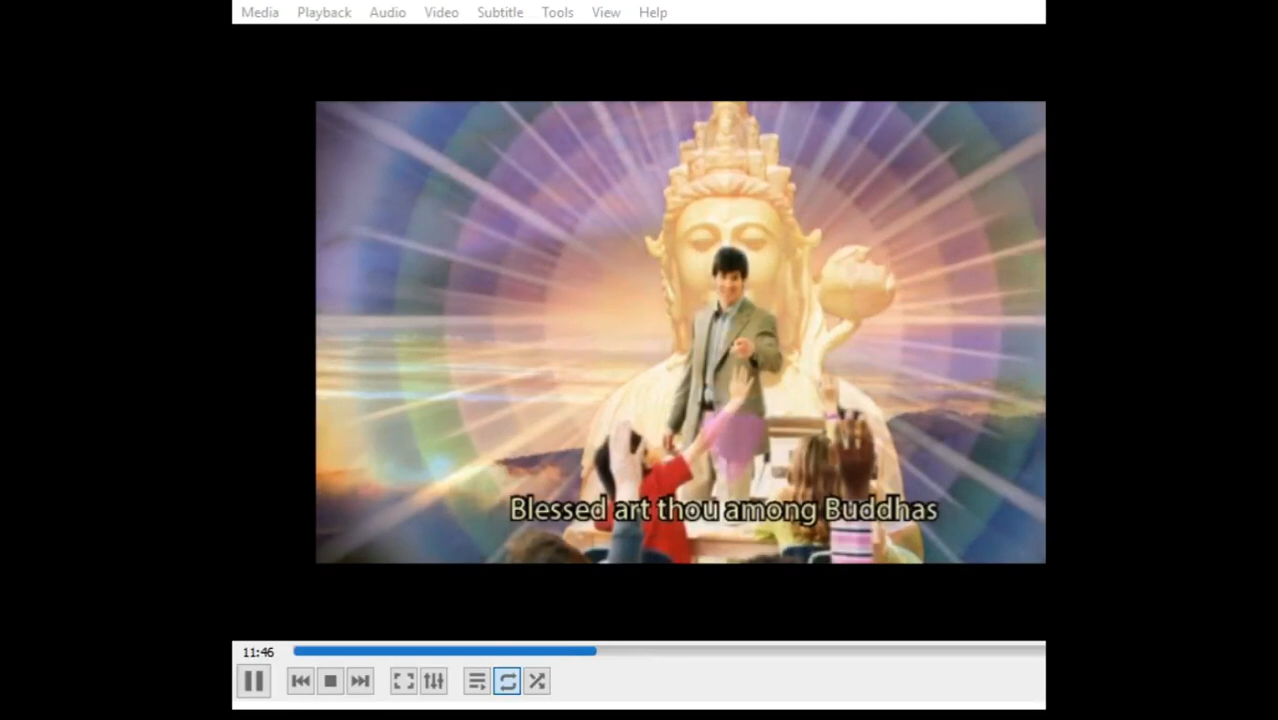 Media Playback Audio Video Subtitle Tools View Help
Blessed art thou among Buddhas
11:46